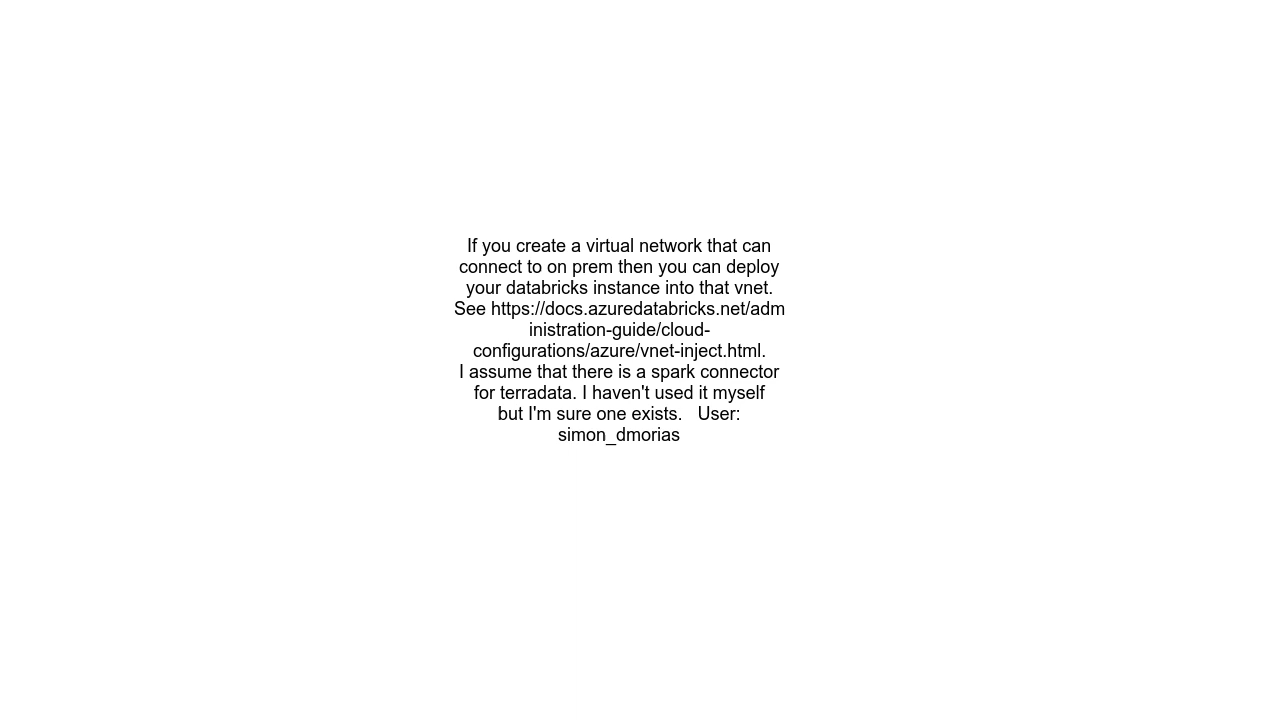 If you create a virtual network that can
connect to on prem then you can deploy
your databricks instance into that vnet.
See https://docs.azuredatabricks.net/adm
inistration-guide/cloud-
configurations/azure/vnet-inject.html.
I assume that there is a spark connector
for terradata. I haven't used it myself
but I'm sure one exists.   User:
simon_dmorias